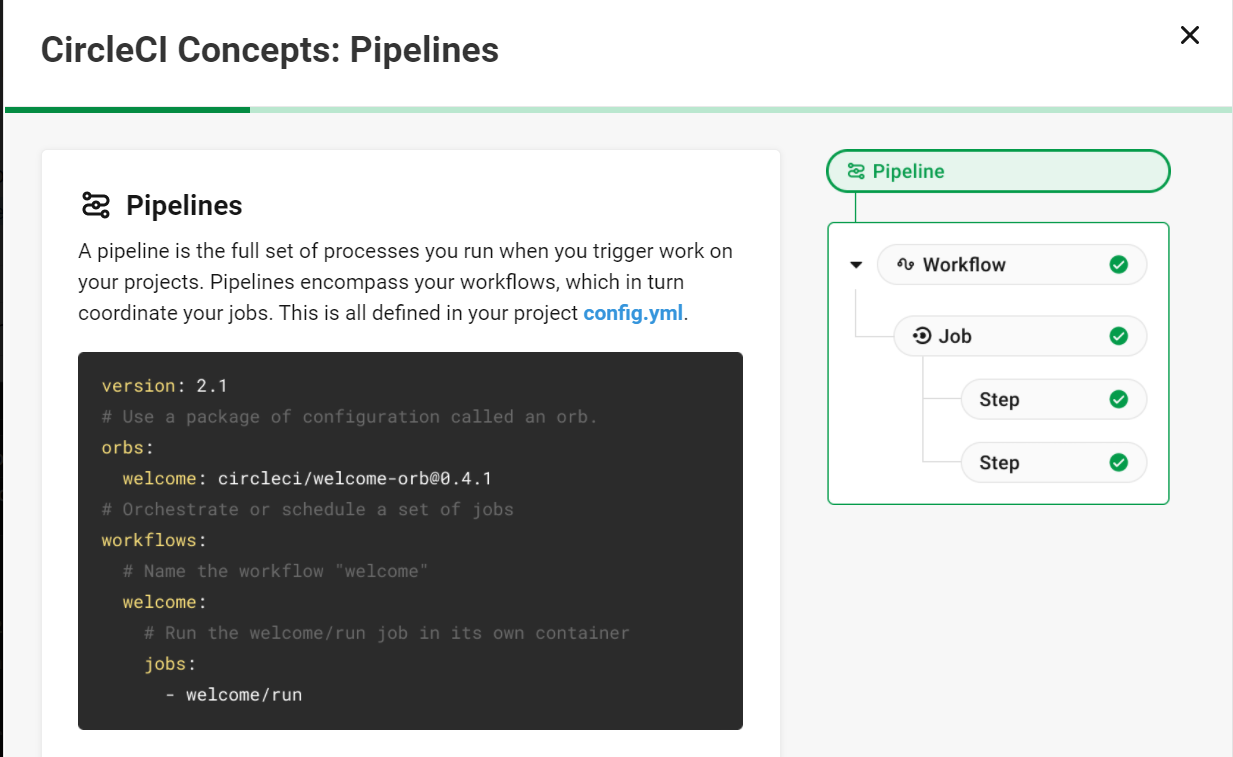 CircleCI Concepts: Pipelines
Pipelines
A pipeline is the full set of processes you run when you trigger work on
your projects. Pipelines encompass your workflows, which in turn
coordinate your jobs. This is all defined in your project config.yml.
version: 2.1
# Use a package of configuration called an orb.
orbs:
  welcome: circleci/welcome-orb@0.4.1
# Orchestrate or schedule a set of jobs
workflows:
  # Name the workflow "welcome"
  welcome:
    # Run the welcome/run job in its own container
    jobs:
      - welcome/run
Pipeline
Workflow
Job
Step
Step